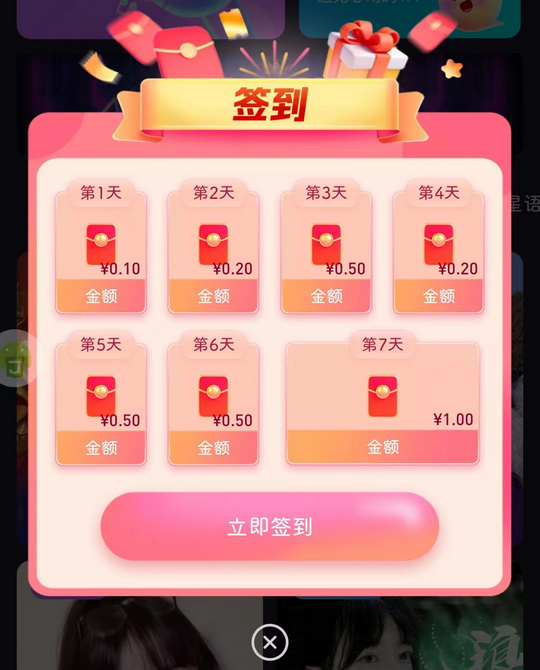 签到
第1天
第2天
第3天
第4天
¥0.10
¥0.20
¥0.50
¥0.20
金额
金额
金额
金额
星语
第5天
第6天
第7天
¥0.50
¥0.50
¥1.00
金额
金额
金额
立即签到